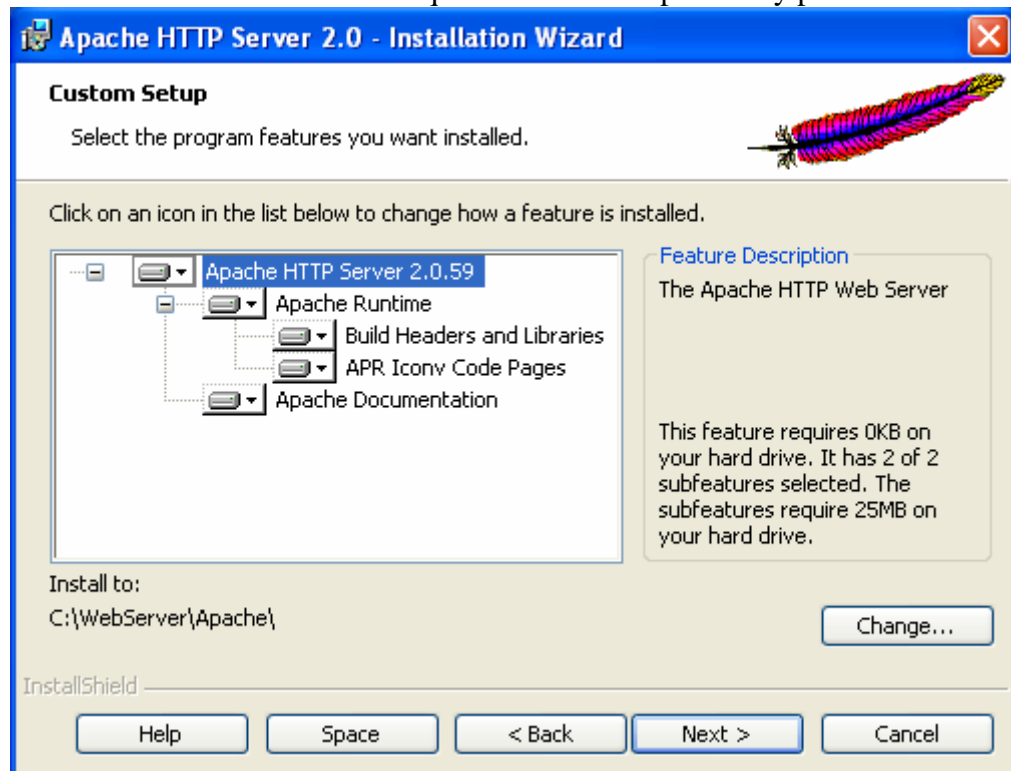 Apache HTTP Server 2.0 - Installation Wizard
Custom Setup
Select the program features you want installed.
Click on an icon in the list below to change how a feature is installed.
Apache HTTP Server 2.0.59
Apache Runtime
Build Headers and Libraries
APR Iconv Code Pages
Apache Documentation
Feature Description
The Apache HTTP Web Server
This feature requires 0KB on
your hard drive. It has 2 of 2
subfeatures selected. The
subfeatures require 25MB on
your hard drive.
Install to:
C:\WebServer\Apache\
Change...
InstallShield
Help
Space
< Back
Next >
Cancel